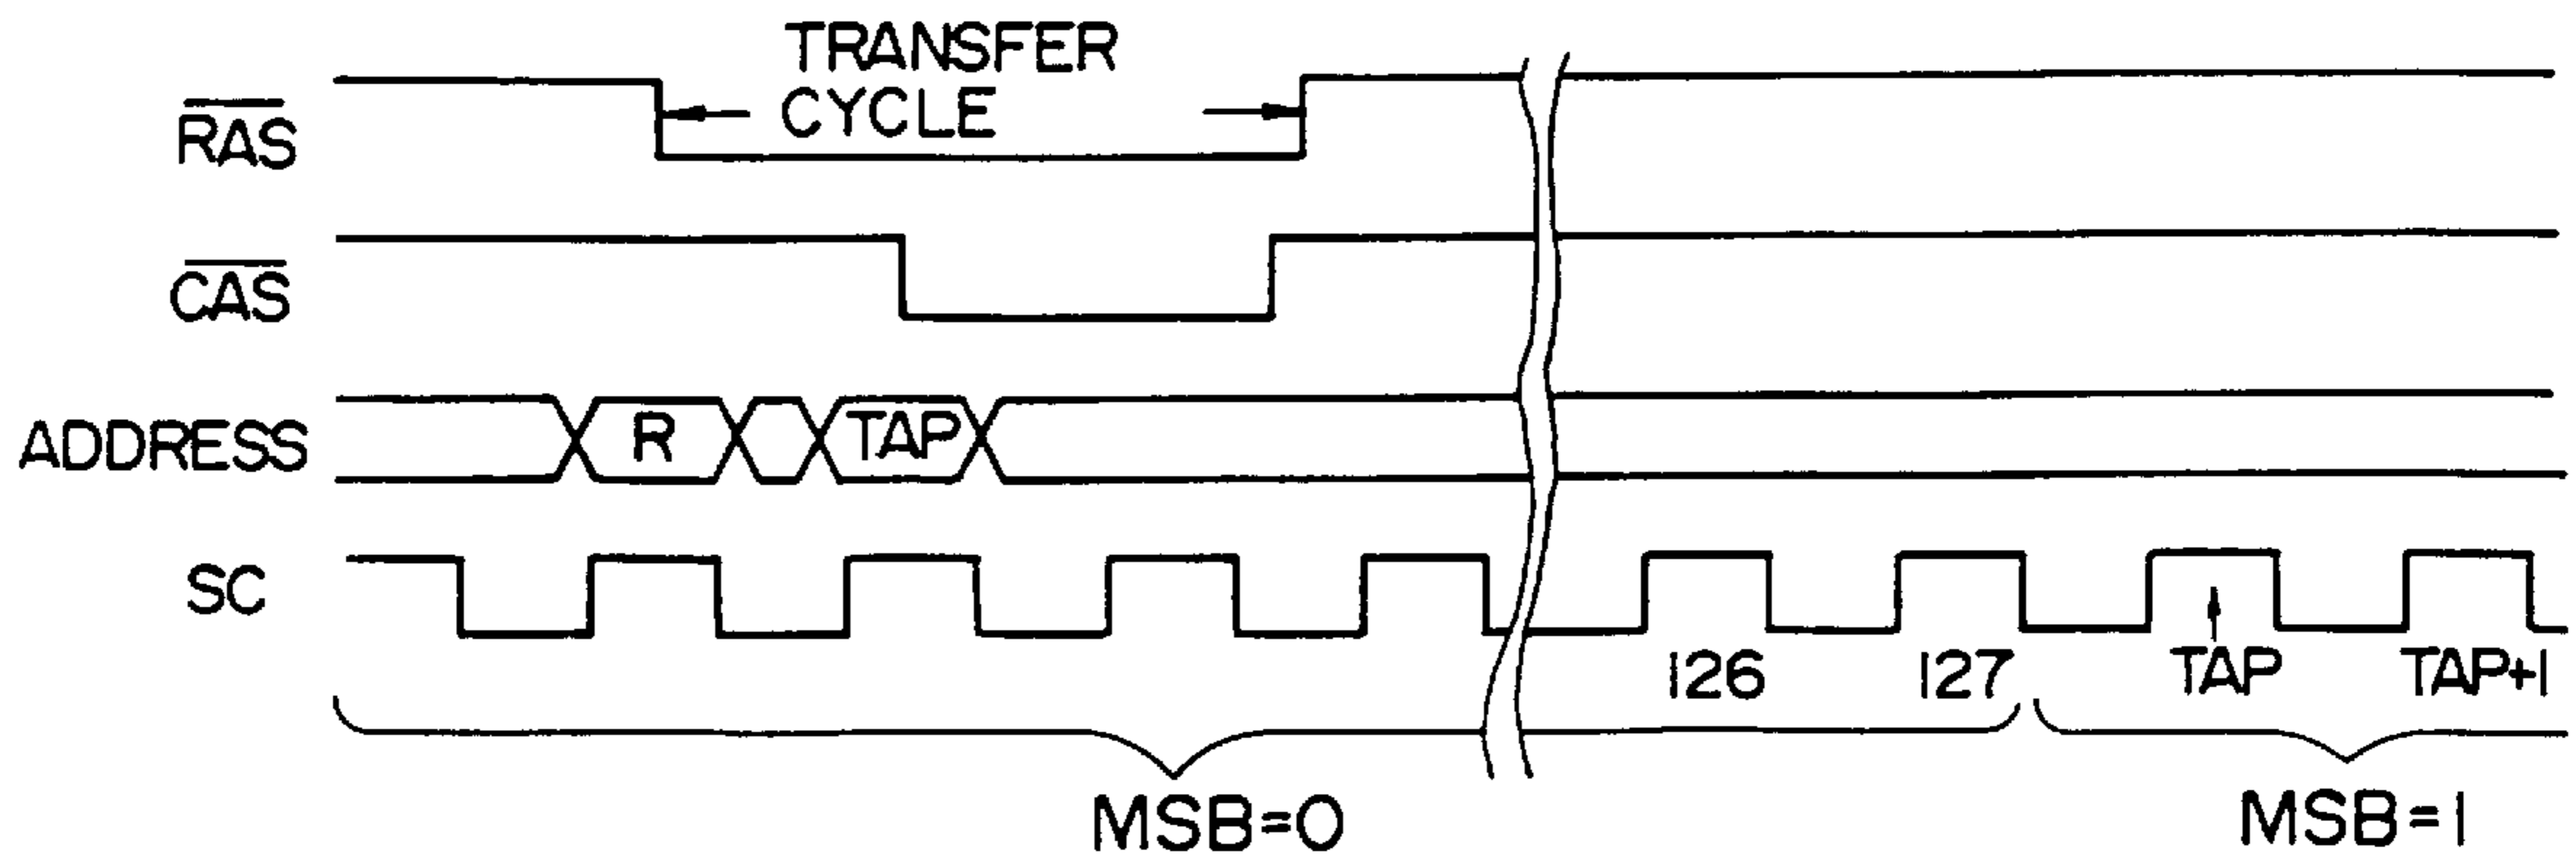 TRANSFER
CYCLE
RAS
CAS
ADDRESS
R
TAP
SC
126
127
TAP
TAP+1
MSB=0
MSB=1